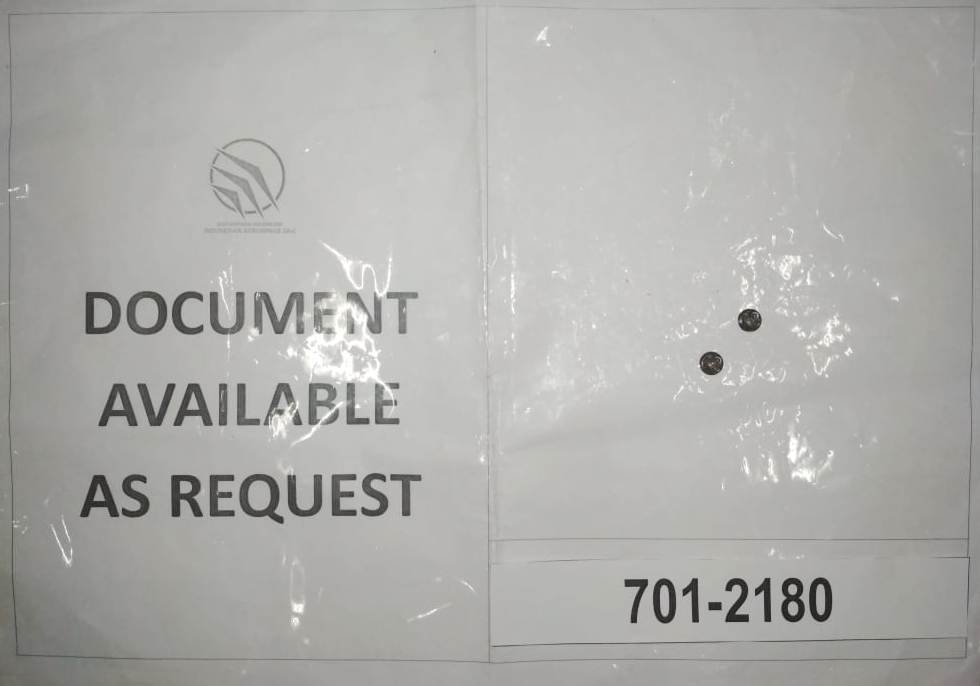 DOCUMENT
AVAILABLE
AS REQUEST
701-2180